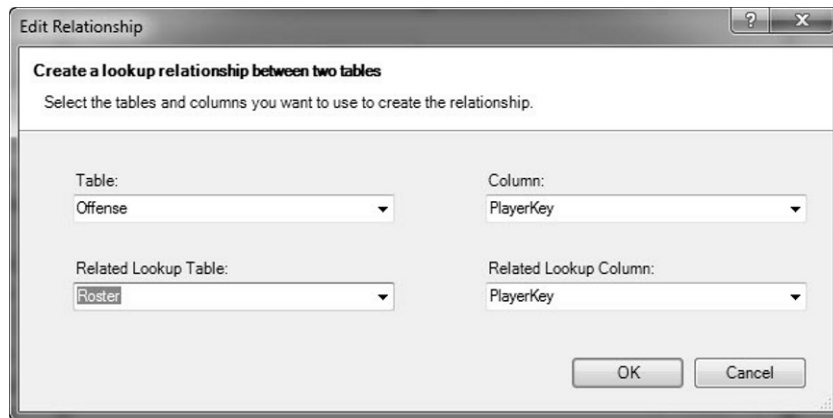 Edit Relationship
Create a lookup relationship between two tables
Select the tables and columns you want to use to create the relationship.
Table:
Column:
Offense
PlayerKey
Related Lookup Table:
Related Lookup Column:
Roster
PlayerKey
OK
Cancel